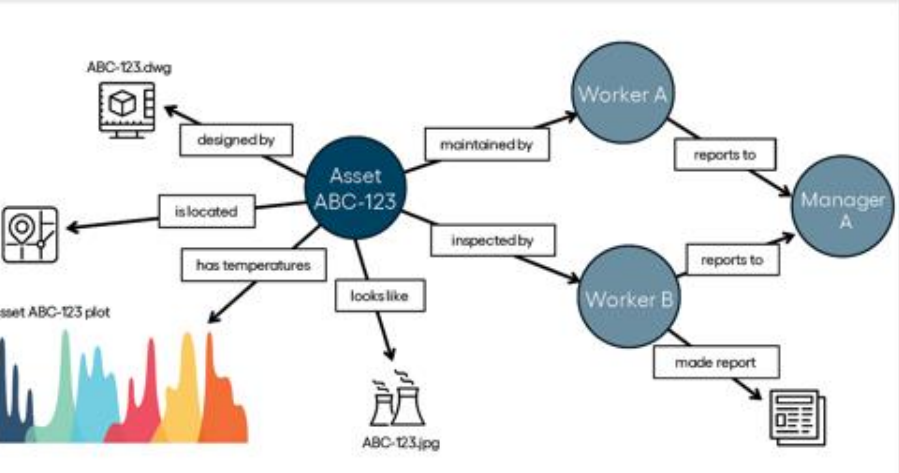 ABC-123.dwg
designed by
maintained by
Worker A
reports to
Asset
ABC-123
Manager
A
is located
inspected by
has temperatures
reports to
looks like
Worker B
ABC-123 plot
made report
ABC-123.jpg